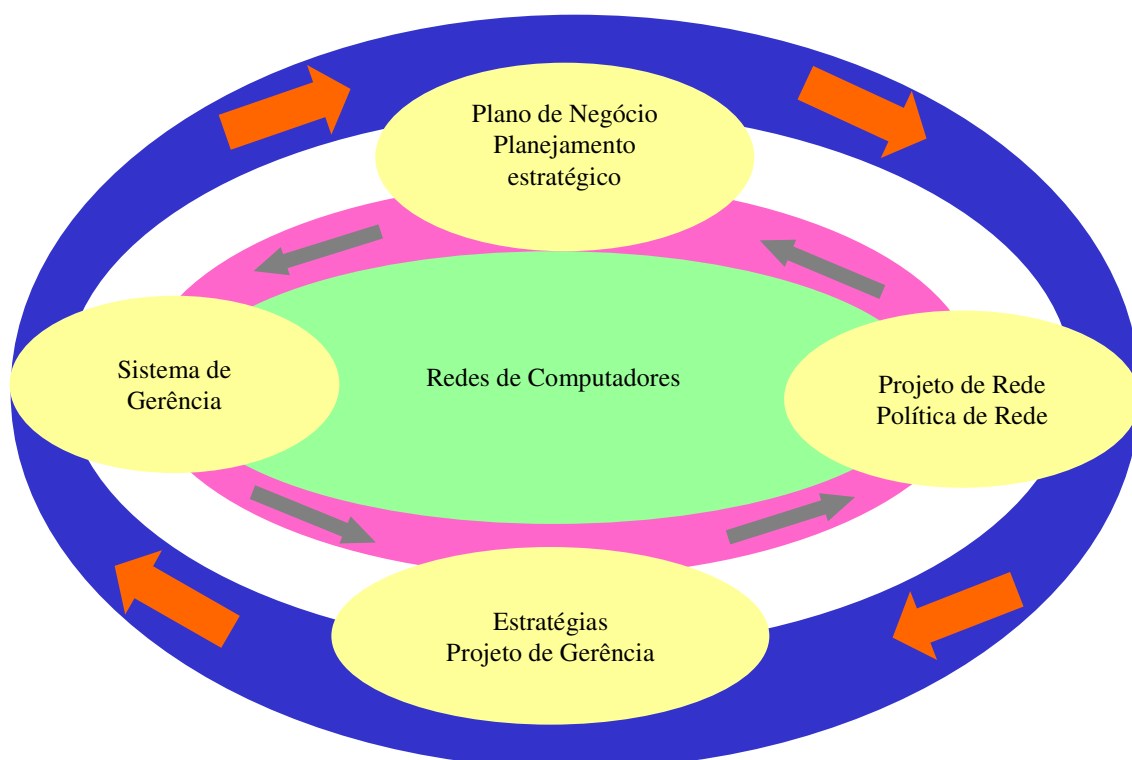 Plano de Negócio
Planejamento
estratégico
Sistema de
Gerência
Redes de Computadores
Projeto de Rede
Política de Rede
Estratégias
Projeto de Gerência